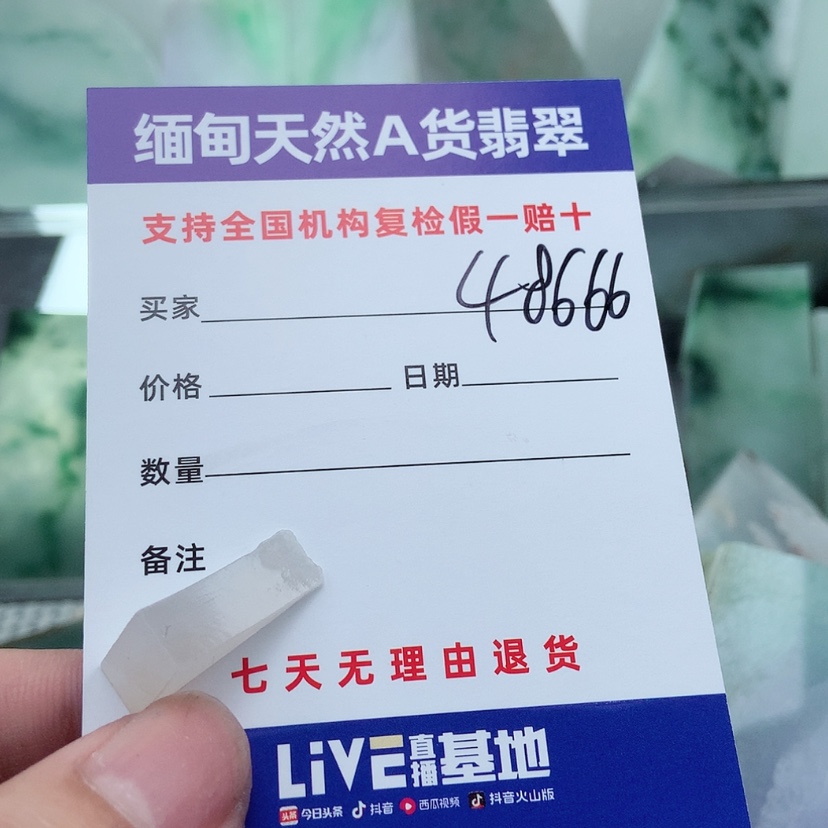 缅甸天然A货翡翠
支持全国机构复检假一赔十
买家 48666
价格 日期
数量
备注
七天无理由退货
LiVE直播基地
头条 今日头条 抖音 西瓜视频 抖音火山版